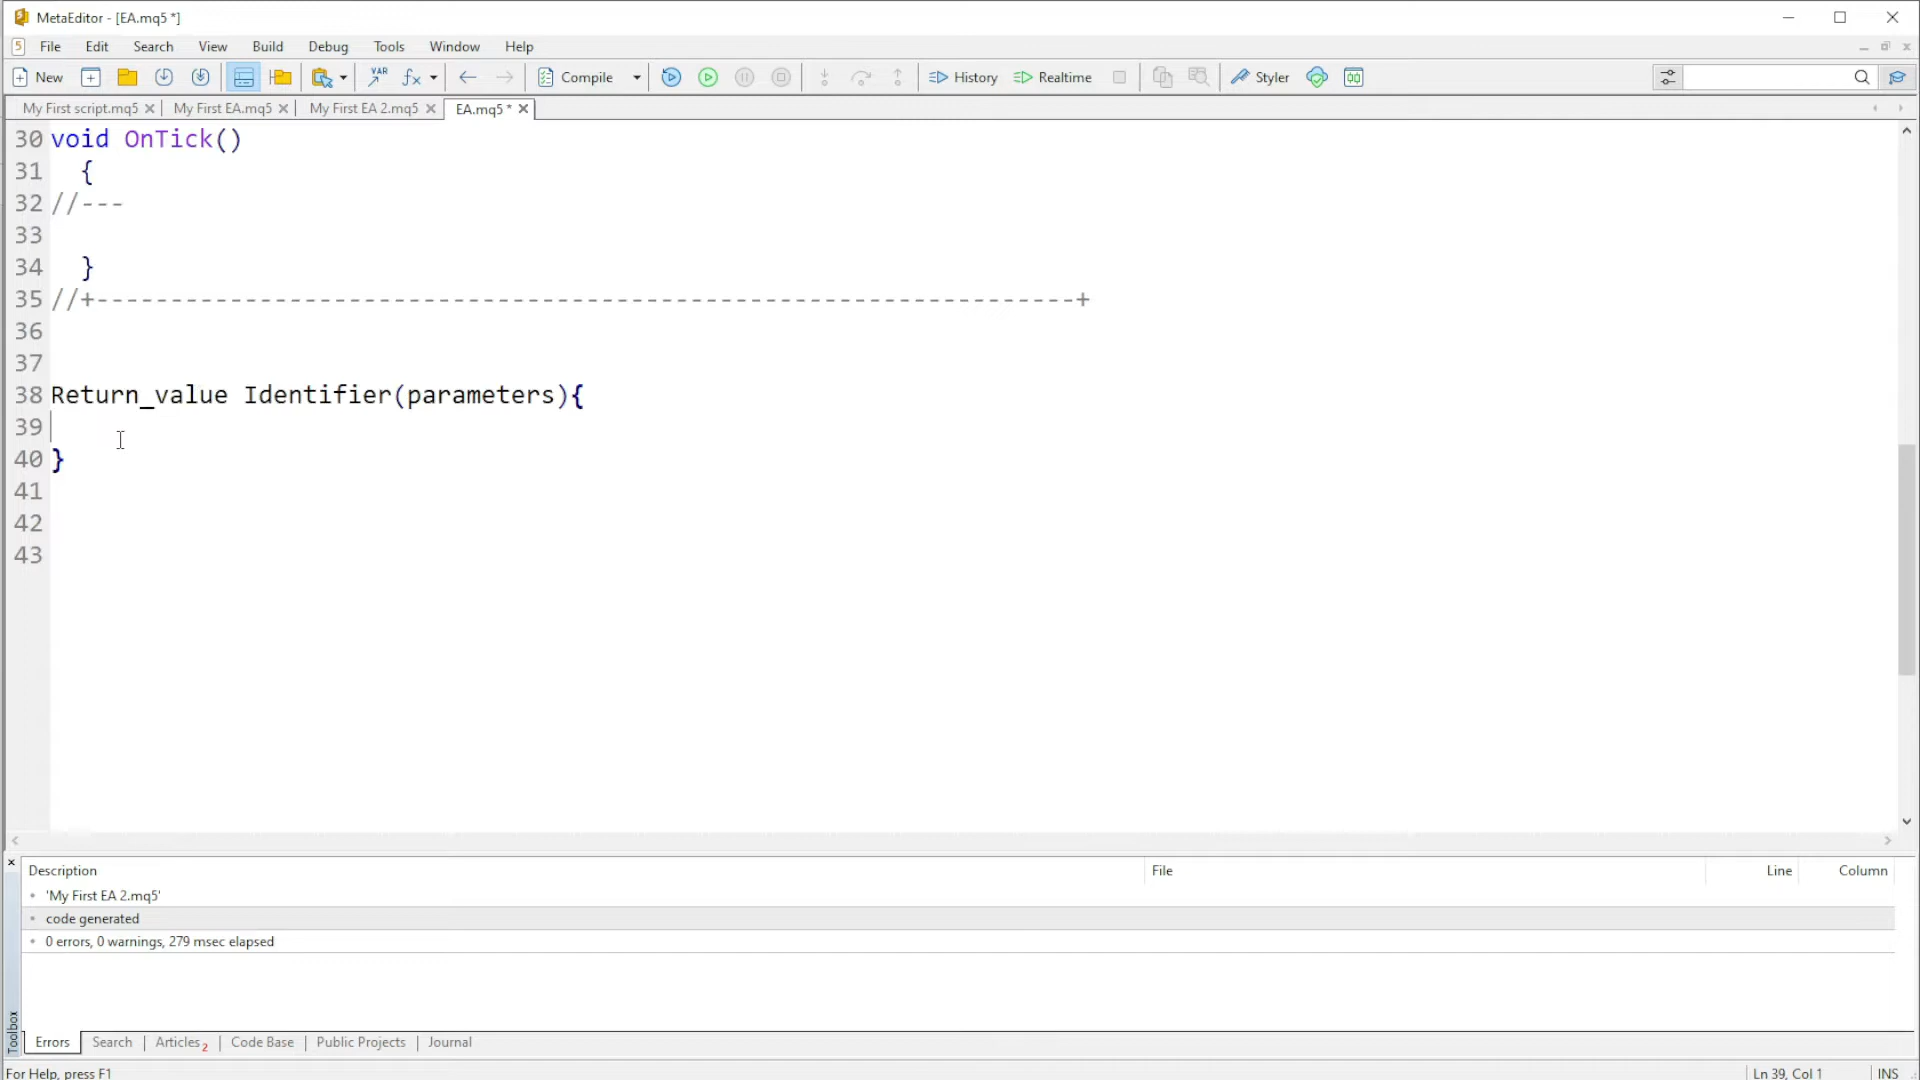 MetaEditor - [EA.mq5 *]
5 File Edit Search View Build Debug Tools Window Help
New VAR fx Compile History Realtime Styler
My First script.mq5 My First EA.mq5 My First EA 2.mq5 EA.mq5 *
30 void OnTick()
31 {
32 //---
33
34 }
35 //+------------------------------------------------------------------+
36
37
38 Return_value Identifier(parameters){
39
40 }
41
42
43
Description File Line Column
'My First EA 2.mq5'
code generated
0 errors, 0 warnings, 279 msec elapsed
Toolbox
Errors Search Articles 2 Code Base Public Projects Journal
For Help, press F1 Ln 39, Col 1 INS